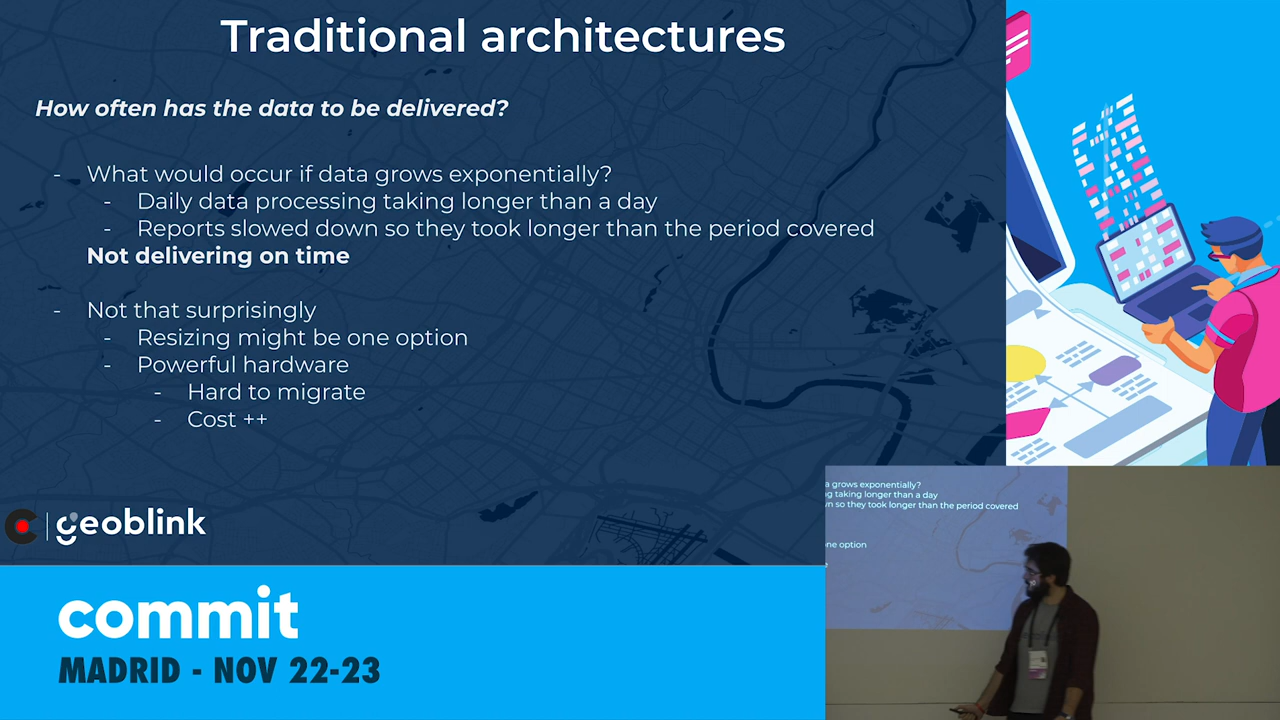 Traditional architectures
How often has the data to be delivered?
- What would occur if data grows exponentially?
- Daily data processing taking longer than a day
- Reports slowed down so they took longer than the period covered
Not delivering on time
- Not that surprisingly
- Resizing might be one option
- Powerful hardware
- Hard to migrate
- Cost ++
geoblink
commit
MADRID - NOV 22-23
a grows exponentially?
ng taking longer than a day
wn so they took longer than the period covered
one option